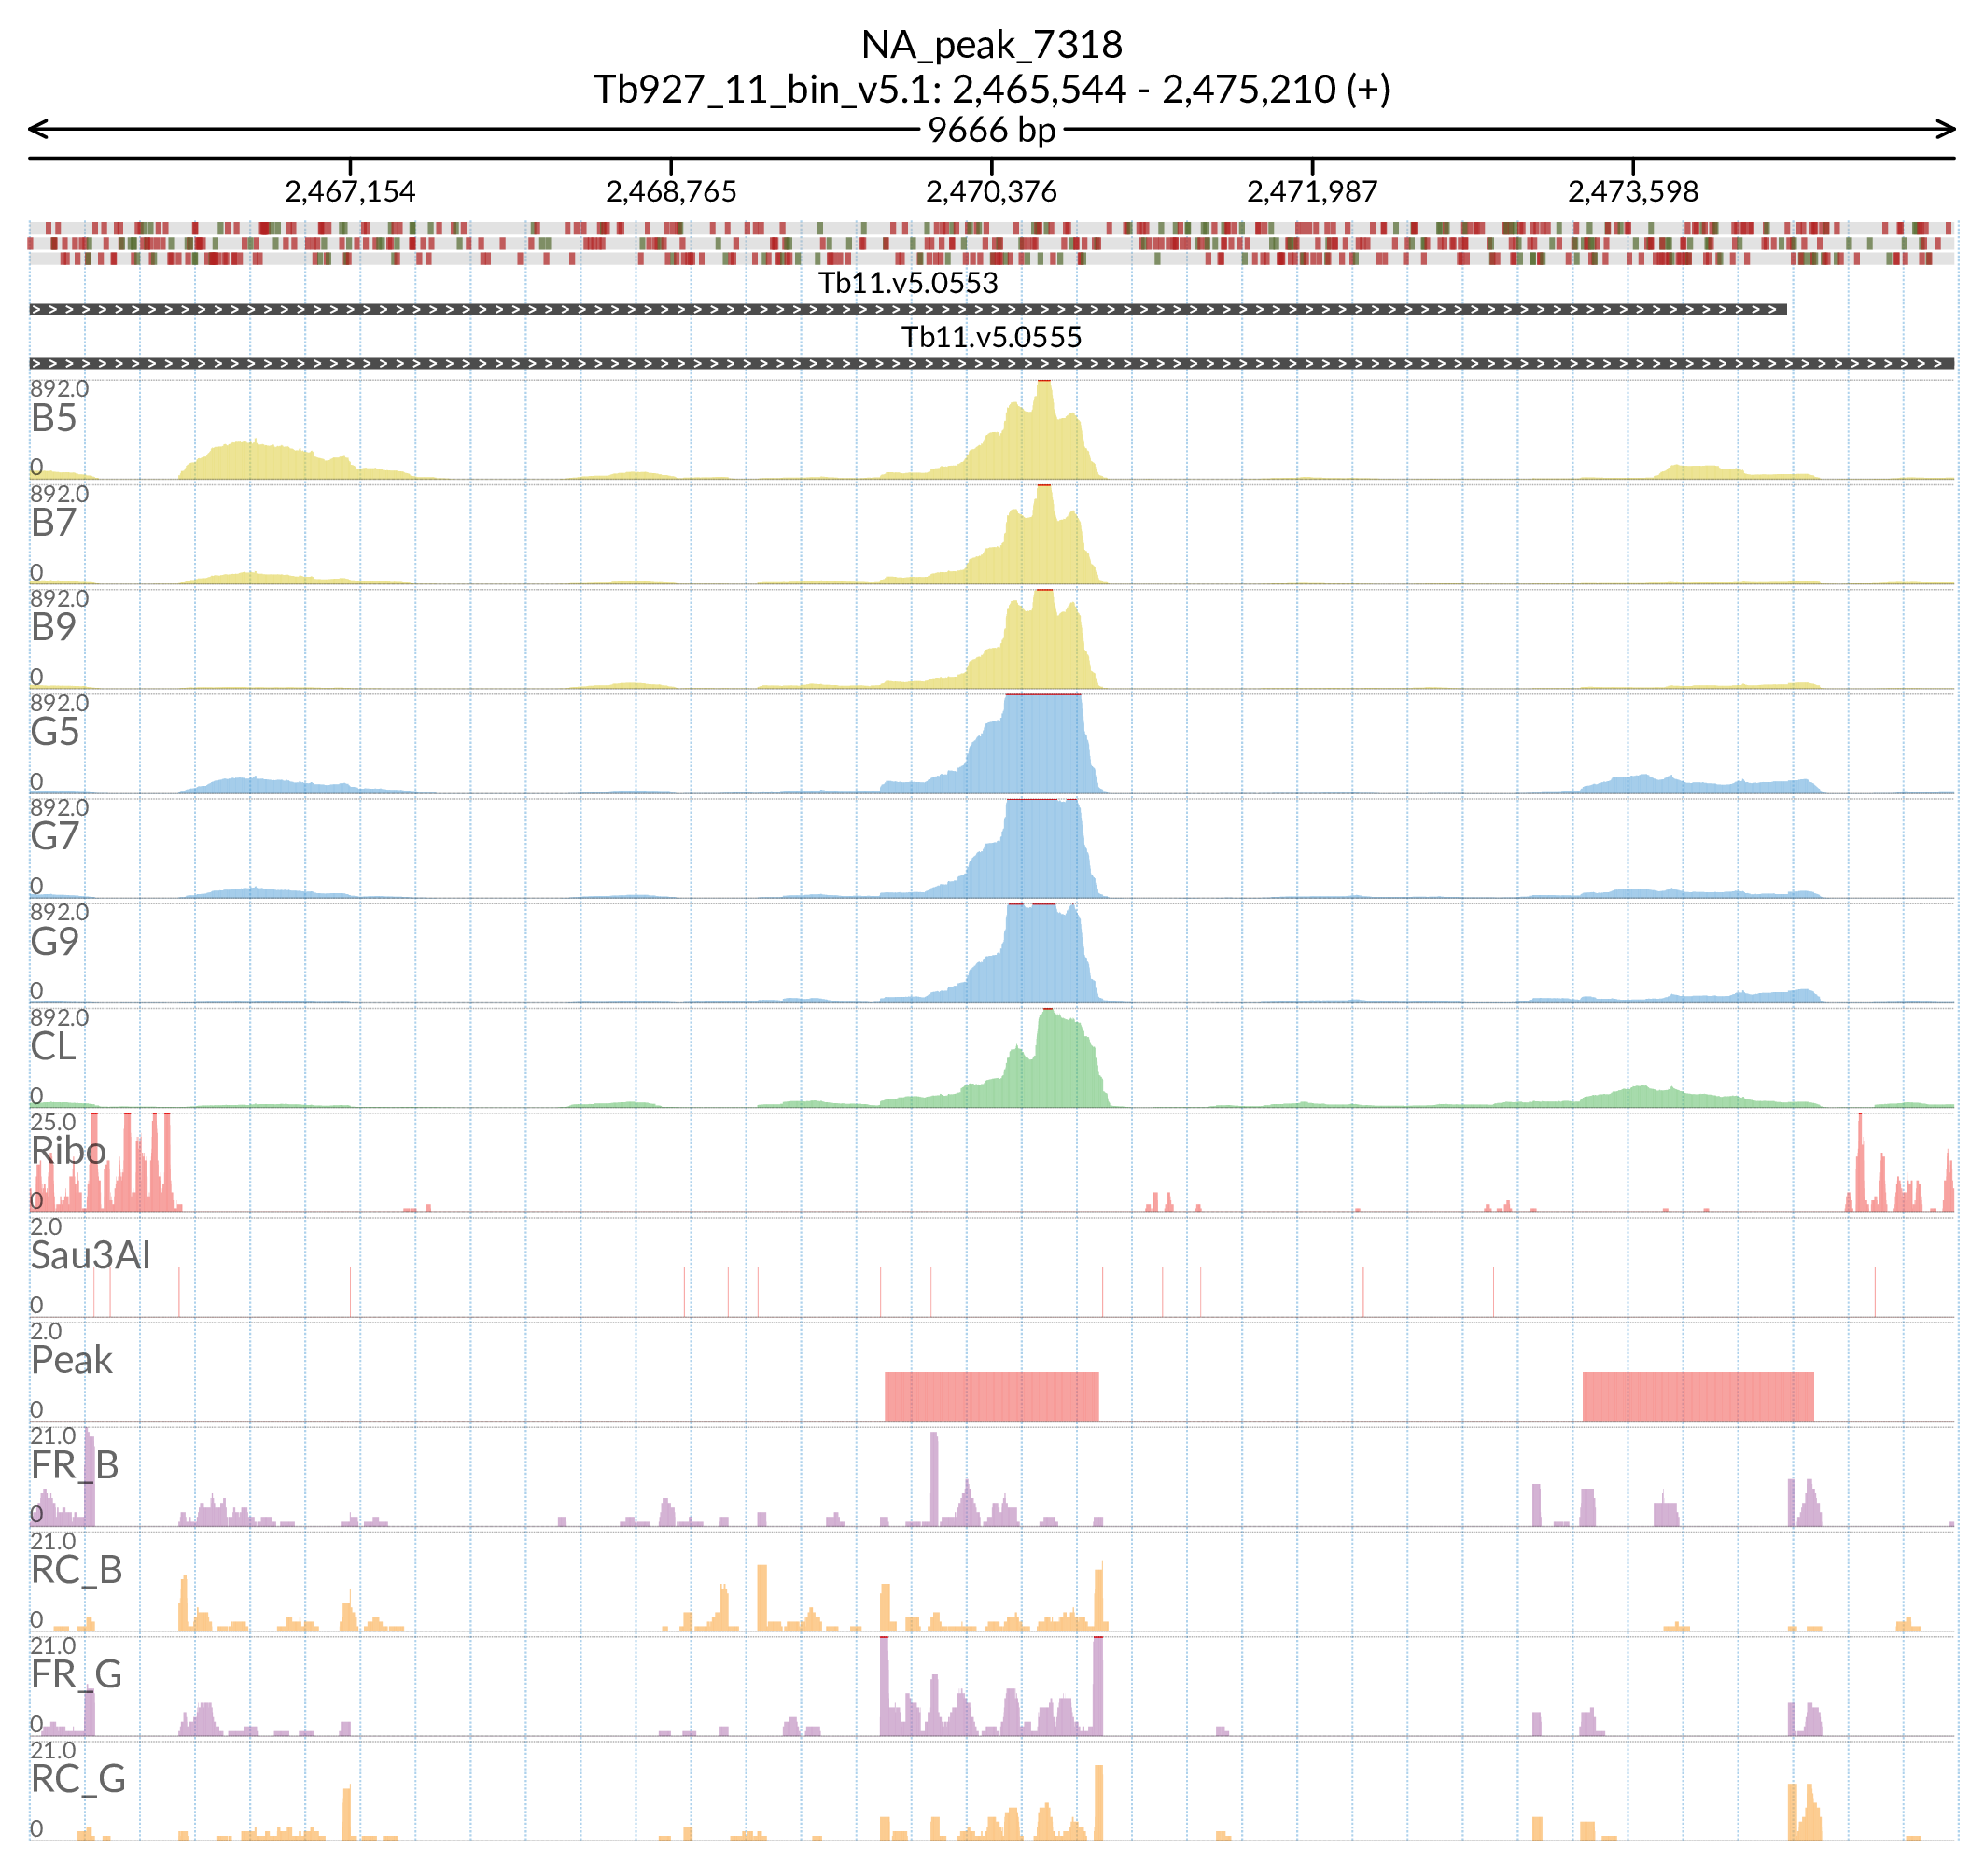 NA_peak_7318
Tb927_11_bin_v5.1: 2,465,544 - 2,475,210 (+)
9666 bp
2,467,154 2,468,765 2,470,376 2,471,987 2,473,598
Tb11.v5.0553
Tb11.v5.0555
892.0
B5
0
892.0
B7
0
892.0
B9
0
892.0
G5
0
892.0
G7
0
892.0
G9
0
892.0
CL
0
25.0
Ribo
0
2.0
Sau3AI
0
2.0
Peak
0
21.0
FR_B
0
21.0
RC_B
0
21.0
FR_G
0
21.0
RC_G
0